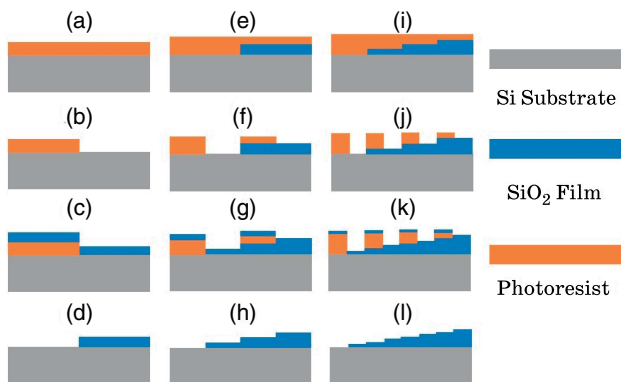 (a)
(e)
(i)
Si Substrate
(b)
(f)
(j)
SiO₂ Film
(c)
(g)
(k)
Photoresist
(d)
(h)
(l)